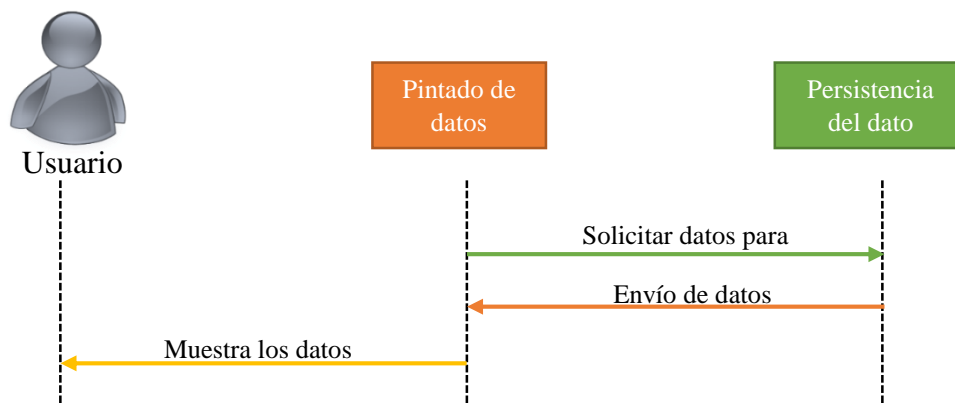 Pintado de
datos
Persistencia
del dato
Usuario
Solicitar datos para
Envío de datos
Muestra los datos